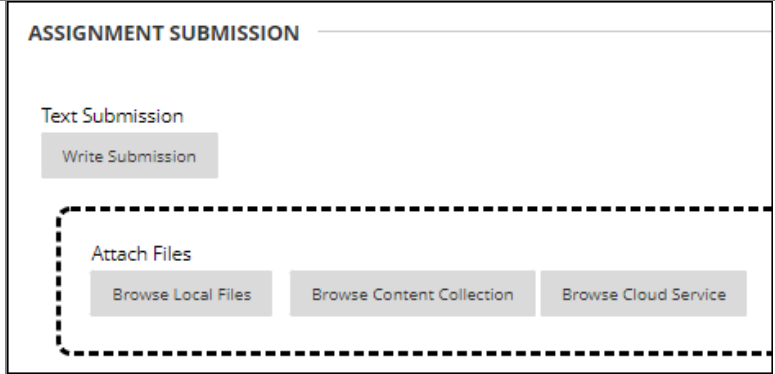 ASSIGNMENT SUBMISSION
Text Submission
Write Submission
Attach Files
Browse Local Files Browse Content Collection Browse Cloud Service